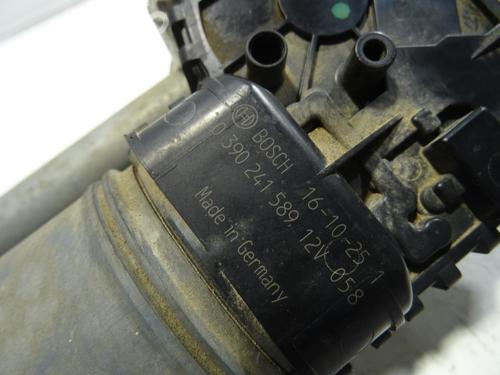 BOSCH 16-10-25 1
0 390 241 589, 12V 058
Made in Germany